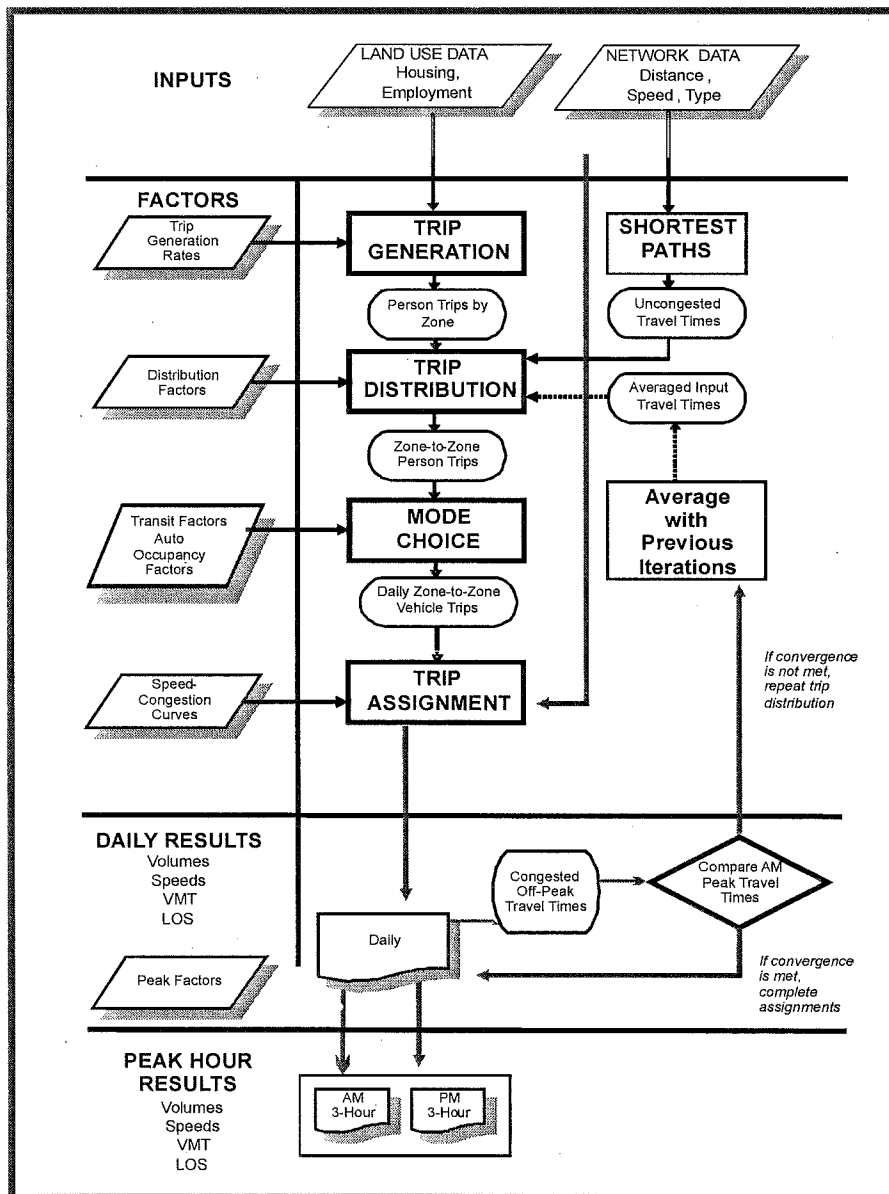 INPUTS
LAND USE DATA
Housing,
Employment
NETWORK DATA
Distance ,
Speed , Type
FACTORS
Trip
Generation
Rates
TRIP
GENERATION
SHORTEST
PATHS
Person Trips by
Zone
Uncongested
Travel Times
Distribution
Factors
TRIP
DISTRIBUTION
Averaged Input
Travel Times
Zone-to-Zone
Person Trips
Transit Factors
Auto
Occupancy
Factors
MODE
CHOICE
Average
with
Previous
Iterations
Daily Zone-to-Zone
Vehicle Trips
Speed-
Congestion
Curves
TRIP
ASSIGNMENT
If convergence
is not met,
repeat trip
distribution
DAILY RESULTS
Volumes
Speeds
VMT
LOS
Daily
Congested
Off-Peak
Travel Times
Compare AM
Peak Travel
Times
If convergence
is met,
complete
assignments
Peak Factors
PEAK HOUR
RESULTS
Volumes
Speeds
VMT
LOS
AM
3-Hour
PM
3-Hour